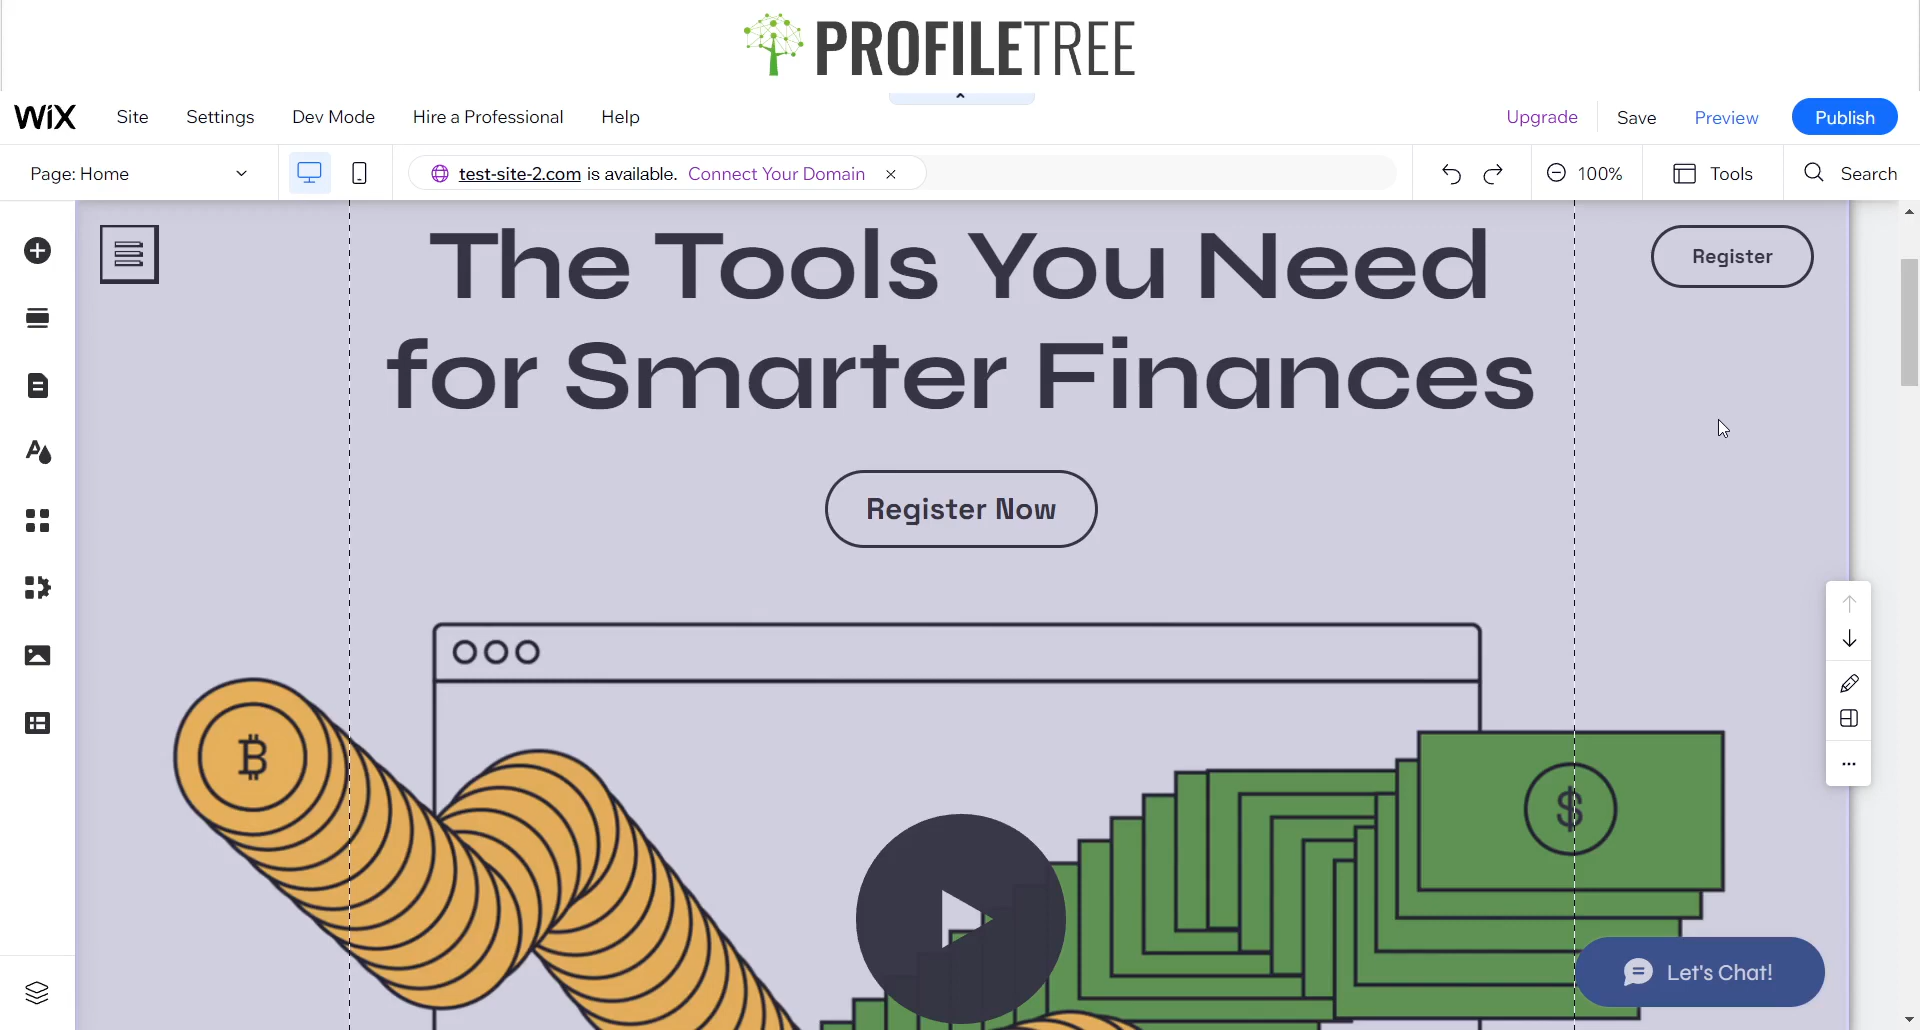 PROFILETREE
WIX Site Settings Dev Mode Hire a Professional Help Upgrade Save Preview Publish
Page: Home test-site-2.com is available. Connect Your Domain 100% Tools Search
The Tools You Need
for Smarter Finances
Register
Register Now
₿
$
Let's Chat!